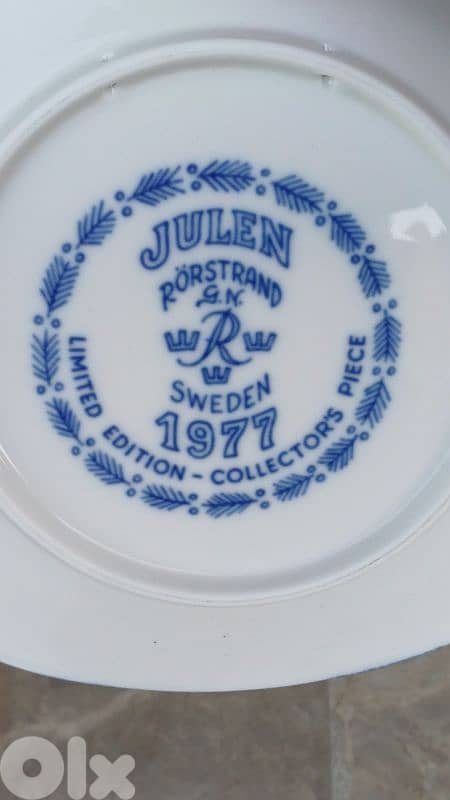 JULEN
RÖRSTRAND
G.N.
R
SWEDEN
1977
LIMITED EDITION - COLLECTOR'S PIECE
OLX